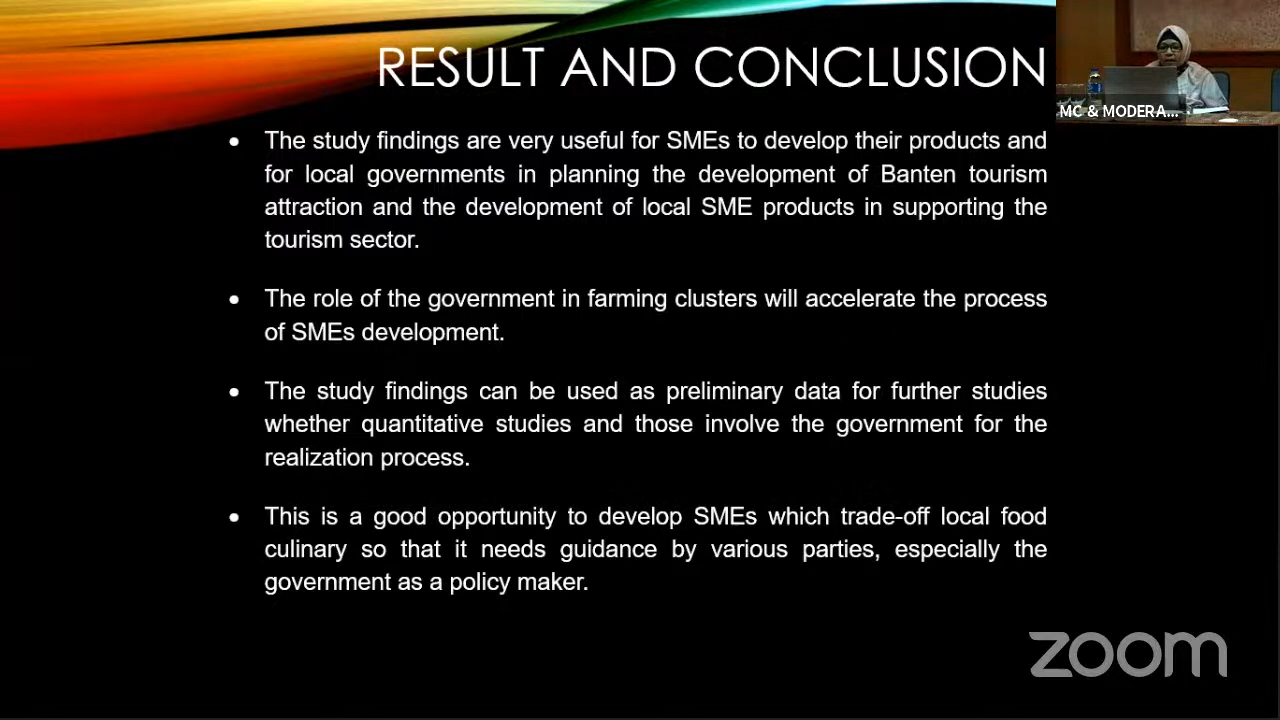 RESULT AND CONCLUSION
MC & MODERA...
• The study findings are very useful for SMEs to develop their products and
for local governments in planning the development of Banten tourism
attraction and the development of local SME products in supporting the
tourism sector.
• The role of the government in farming clusters will accelerate the process
of SMEs development.
• The study findings can be used as preliminary data for further studies
whether quantitative studies and those involve the government for the
realization process.
• This is a good opportunity to develop SMEs which trade-off local food
culinary so that it needs guidance by various parties, especially the
government as a policy maker.
zoom